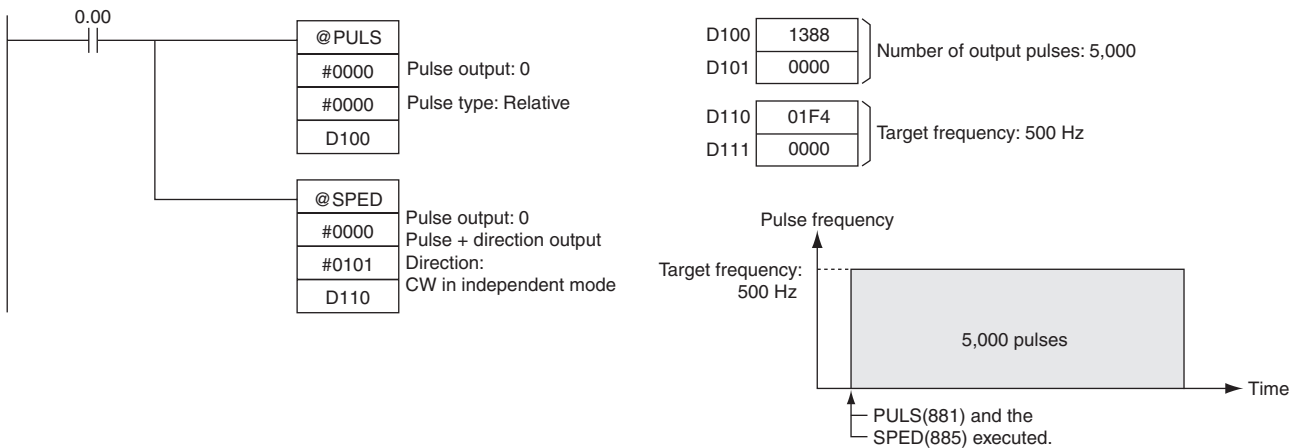 0.00
@PULS
#0000 Pulse output: 0
#0000 Pulse type: Relative
D100
@SPED
#0000 Pulse output: 0
Pulse + direction output
#0101 Direction:
CW in independent mode
D110
D100 1388
D101 0000
Number of output pulses: 5,000
D110 01F4
D111 0000
Target frequency: 500 Hz
Pulse frequency
Target frequency:
500 Hz
5,000 pulses
Time
PULS(881) and the
SPED(885) executed.